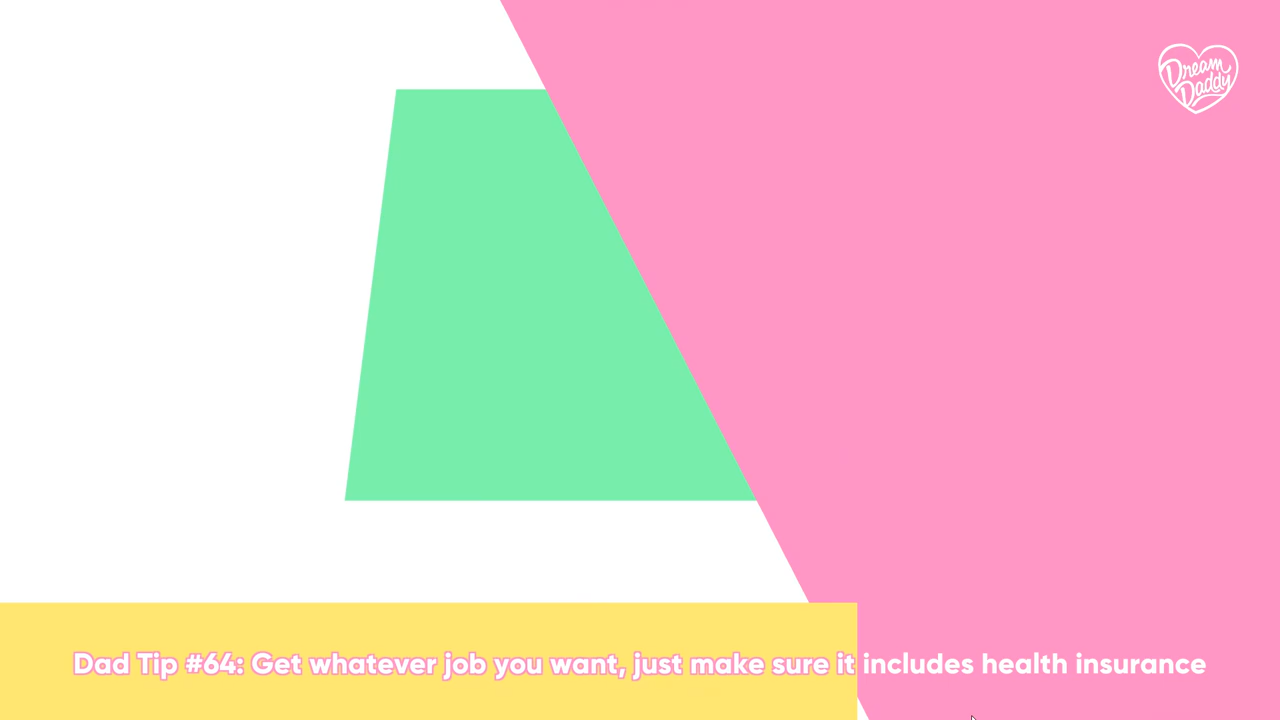 Dream
Daddy
Dad Tip #64: Get whatever job you want, just make sure it includes health insurance